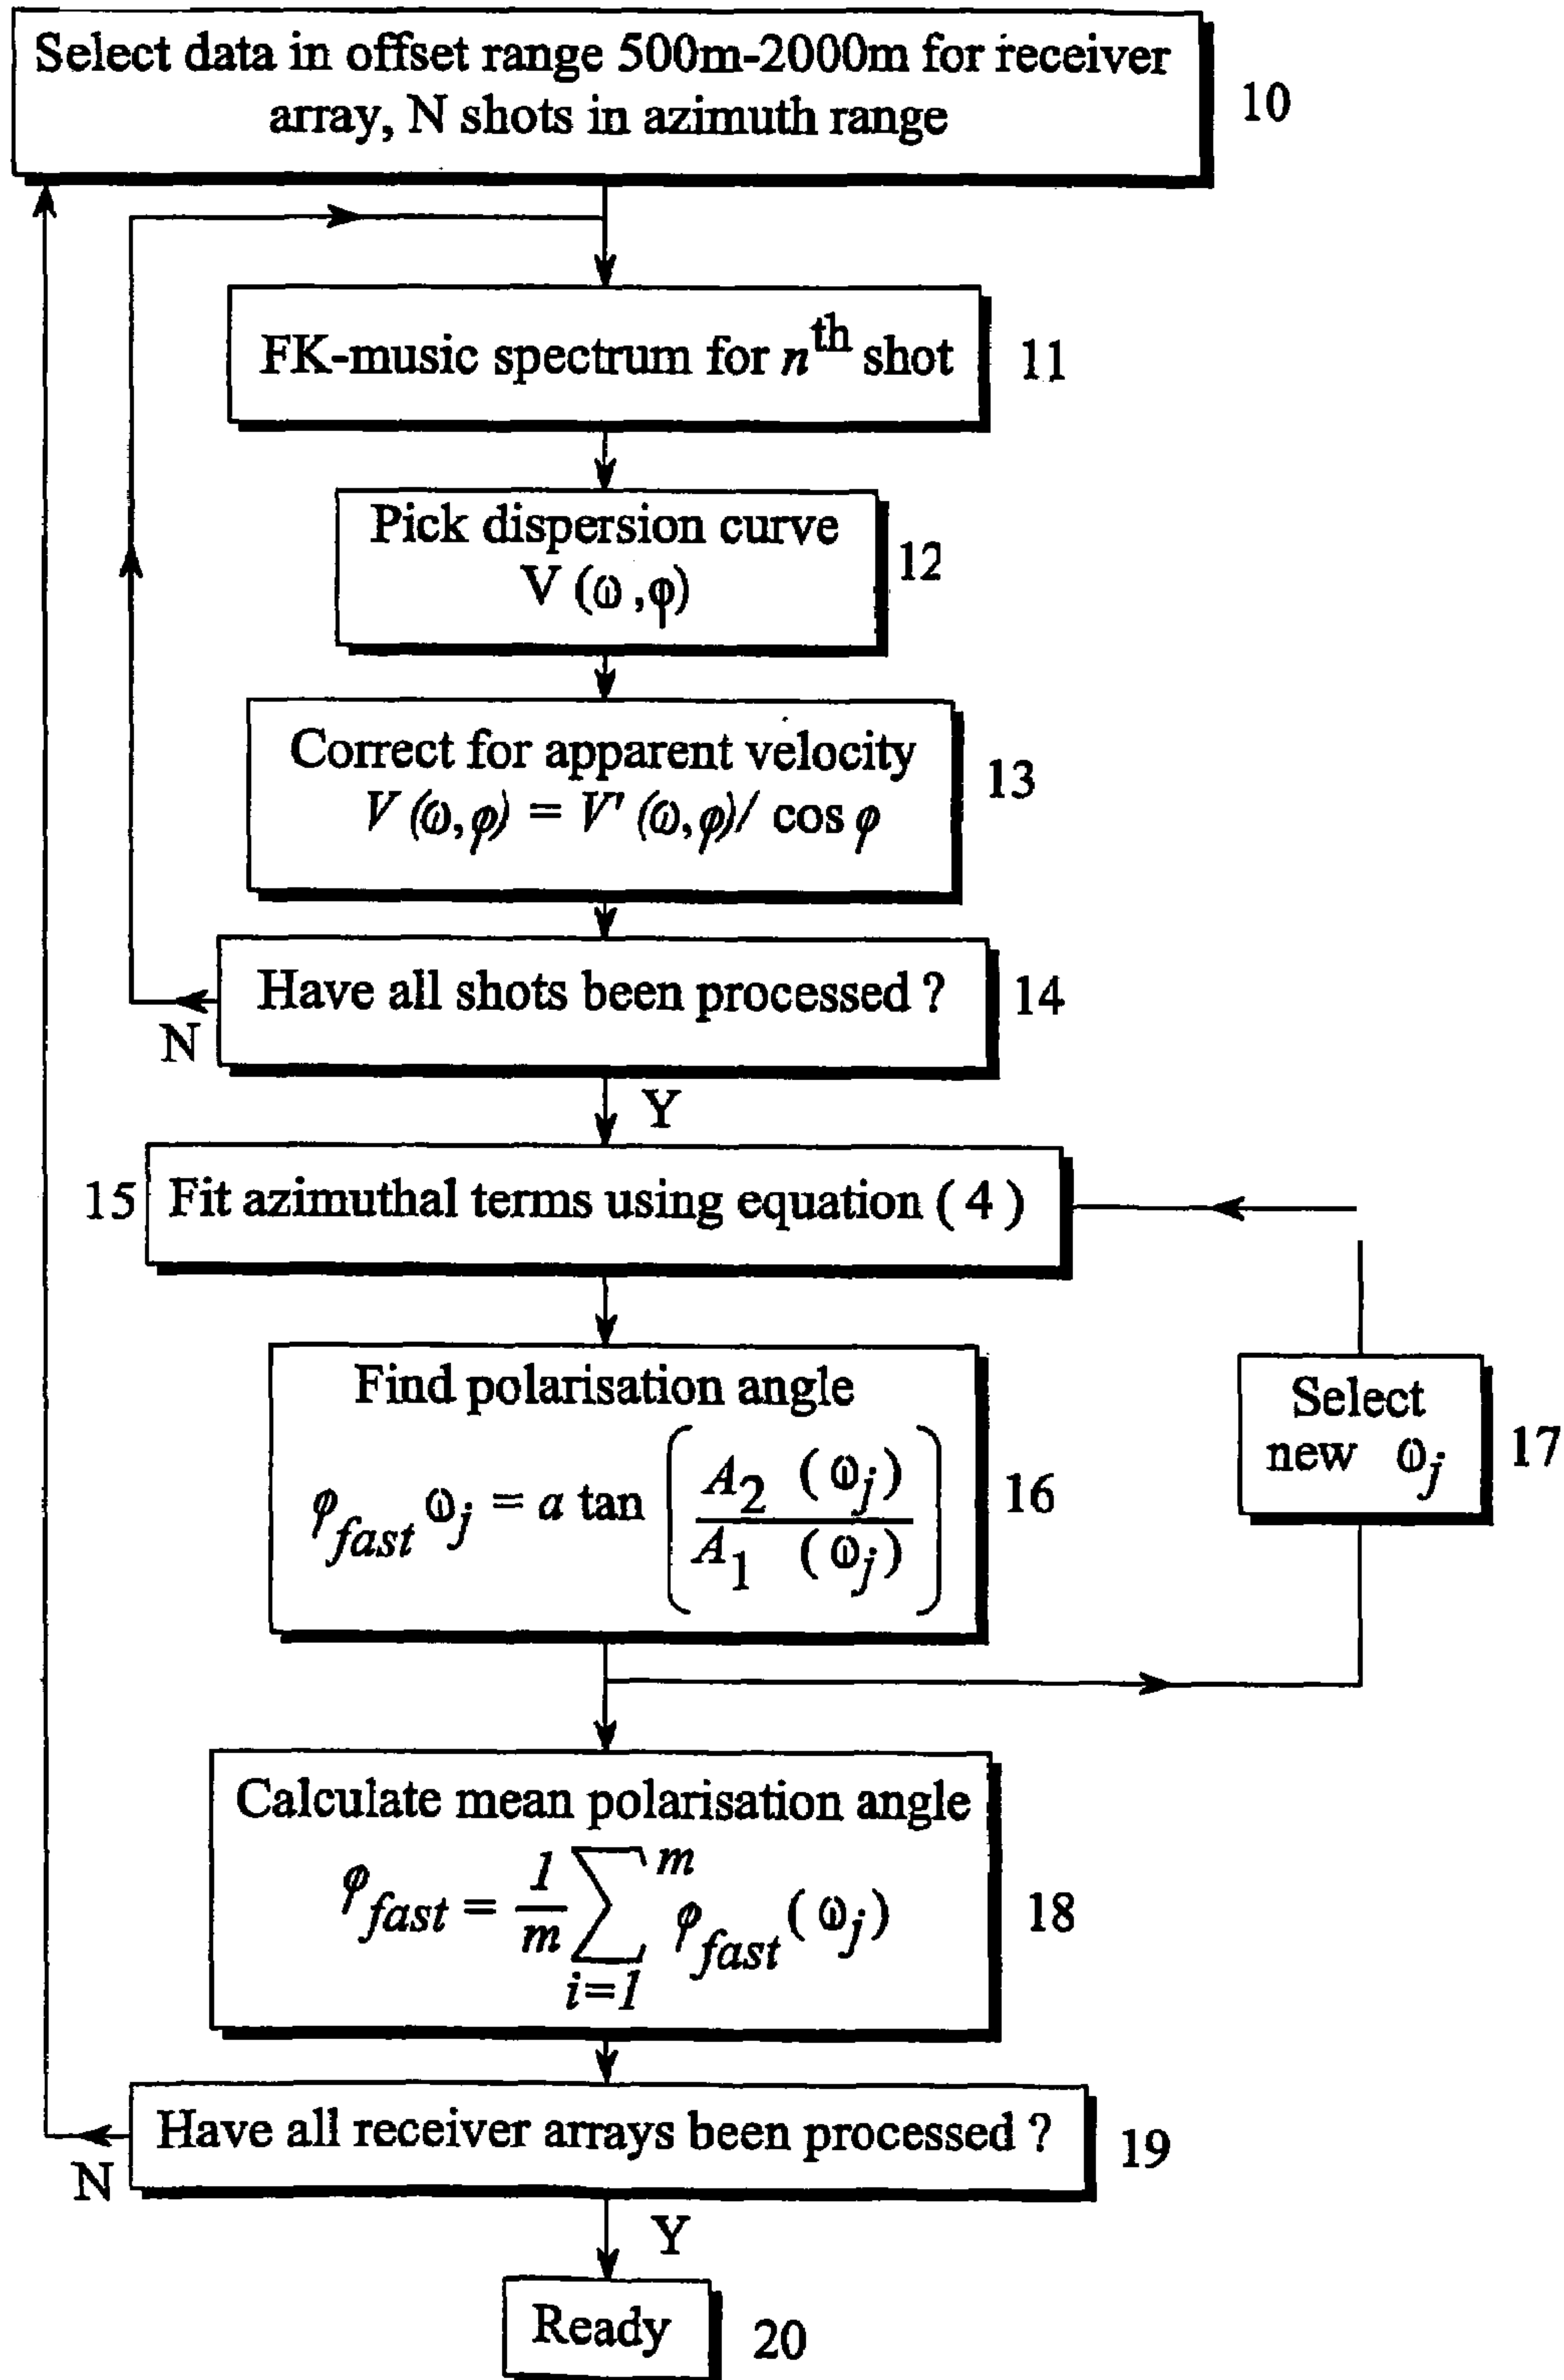 Select data in offset range 500m-2000m for receiver
array, N shots in azimuth range
10
FK-music spectrum for nth shot
11
Pick dispersion curve
V (ω,φ)
12
Correct for apparent velocity
V (ω,φ) = V' (ω,φ)/ cos φ
13
Have all shots been processed ?
14
N
Y
15
Fit azimuthal terms using equation ( 4 )
Find polarisation angle
φfast ωj = a tan ( A2 (ωj) / A1 (ωj) )
16
Select
new ωj
17
Calculate mean polarisation angle
φfast = 1/m ∑ i=1 m φfast ( ωj )
18
Have all receiver arrays been processed ?
19
N
Y
Ready
20